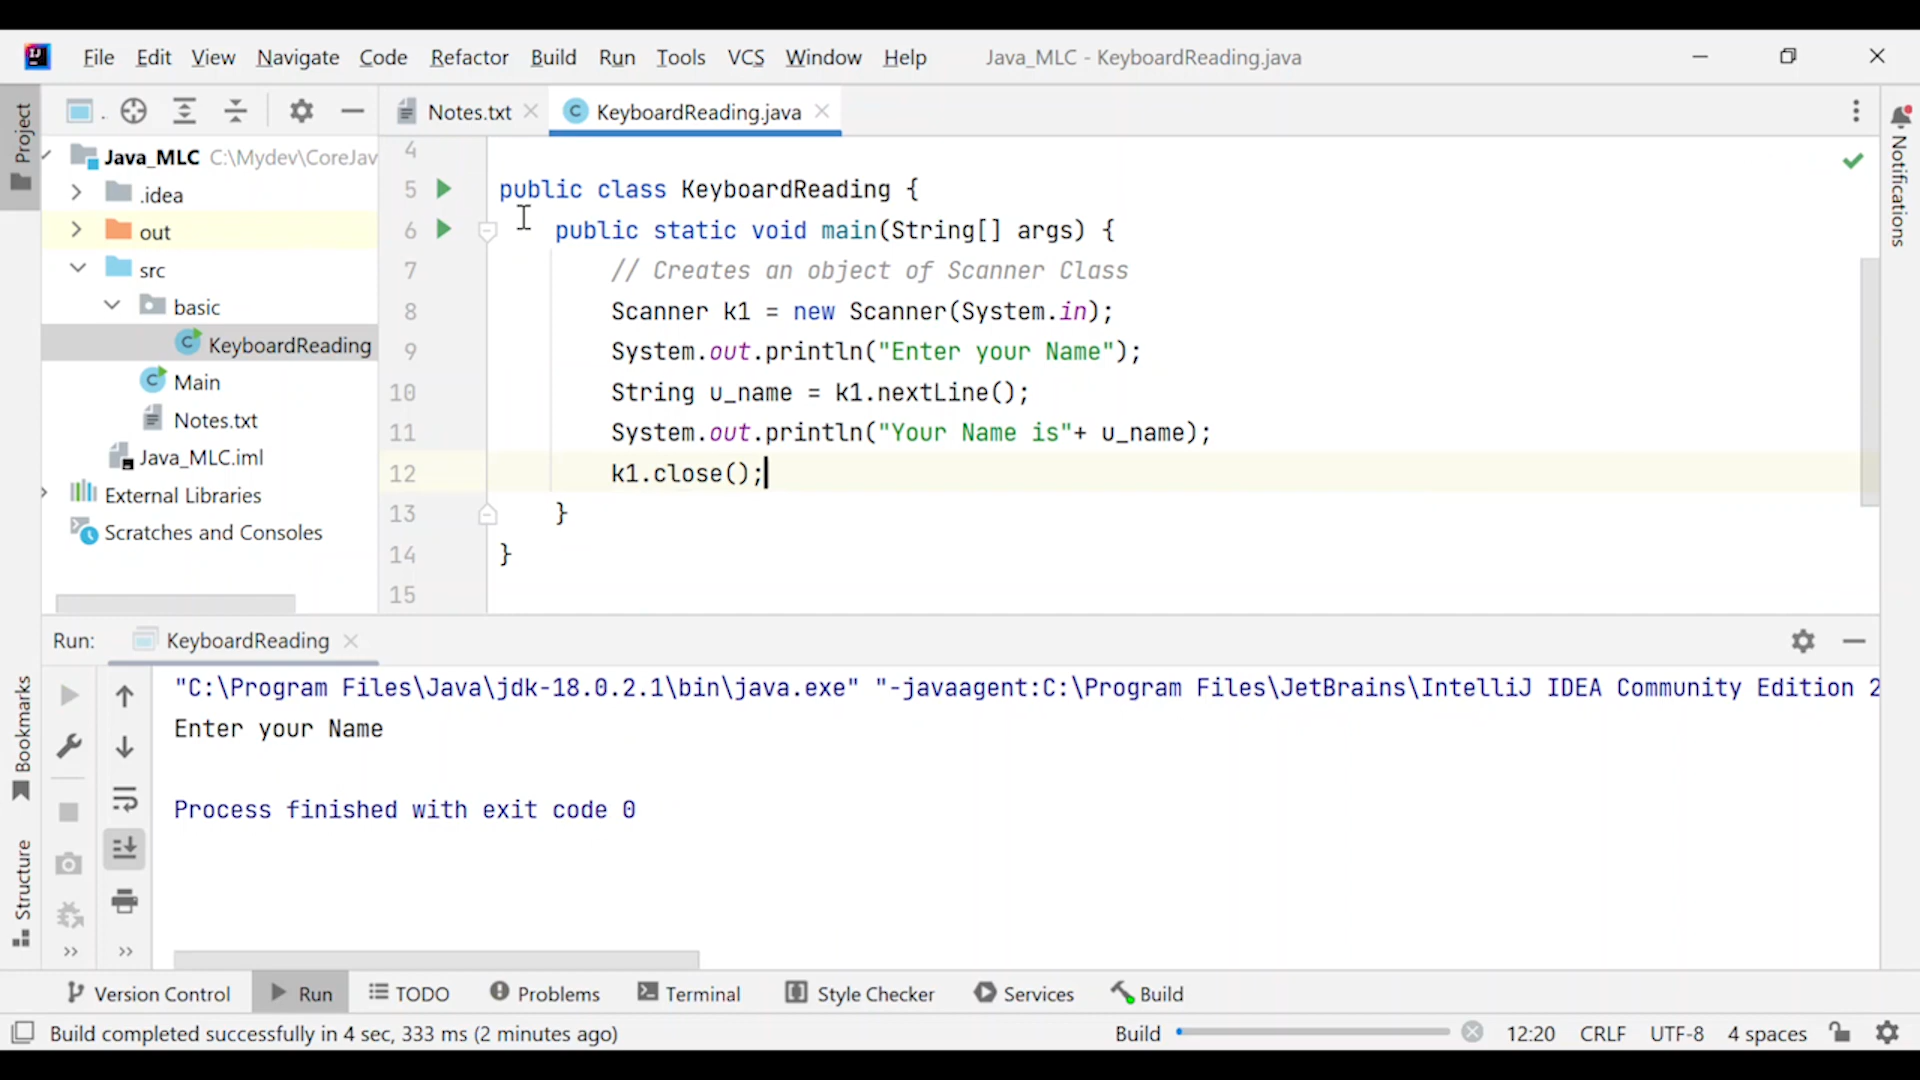 File Edit View Navigate Code Refactor Build Run Tools VCS Window Help Java_MLC - KeyboardReading.java
Project
Notes.txt
KeyboardReading.java
Notifications
Java_MLC C:\Mydev\CoreJav
.idea
out
src
basic
KeyboardReading
Main
Notes.txt
Java_MLC.iml
External Libraries
Scratches and Consoles
4
5 public class KeyboardReading {
6 public static void main(String[] args) {
7 // Creates an object of Scanner Class
8 Scanner k1 = new Scanner(System.in);
9 System.out.println("Enter your Name");
10 String u_name = k1.nextLine();
11 System.out.println("Your Name is"+ u_name);
12 k1.close();
13 }
14 }
15
Run: KeyboardReading
"C:\Program Files\Java\jdk-18.0.2.1\bin\java.exe" "-javaagent:C:\Program Files\JetBrains\IntelliJ IDEA Community Edition 2
Enter your Name
Process finished with exit code 0
Bookmarks
Structure
Version Control Run TODO Problems Terminal Style Checker Services Build
Build completed successfully in 4 sec, 333 ms (2 minutes ago) Build 12:20 CRLF UTF-8 4 spaces